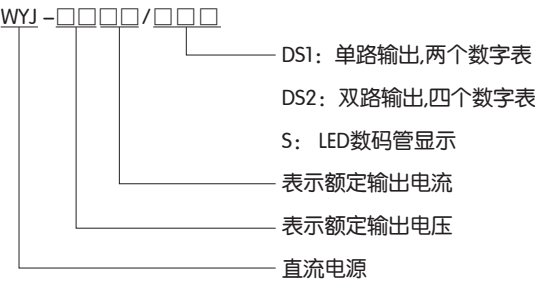 WYJ-□□□□/□□□
DS1：单路输出,两个数字表
DS2：双路输出,四个数字表
S： LED数码管显示
表示额定输出电流
表示额定输出电压
直流电源